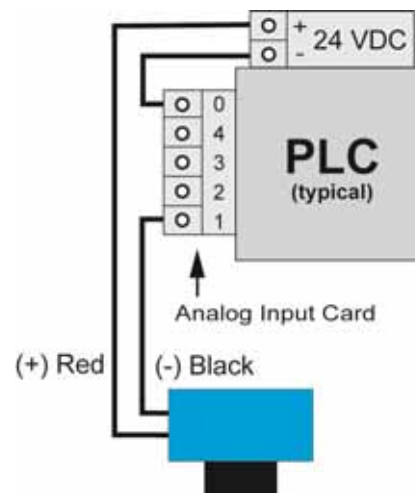 +
24 VDC
-
0
4
3
2
1
PLC
(typical)
Analog Input Card
(+) Red
(-) Black